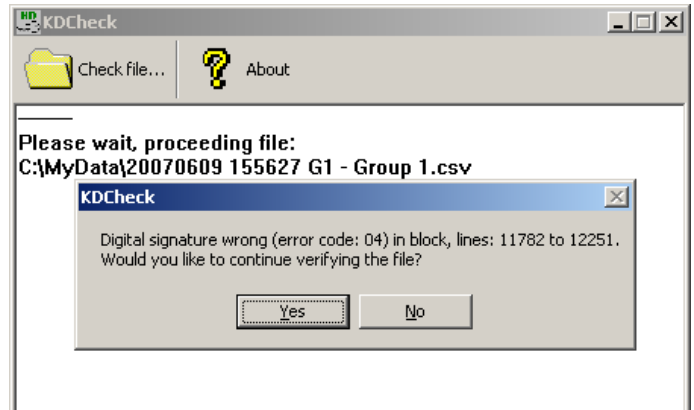 HD
KDCheck
Check file...
? About
Please wait, proceeding file:
C:\MyData\20070609 155627 G1 - Group 1.csv
KDCheck
Digital signature wrong (error code: 04) in block, lines: 11782 to 12251.
Would you like to continue verifying the file?
Yes
No